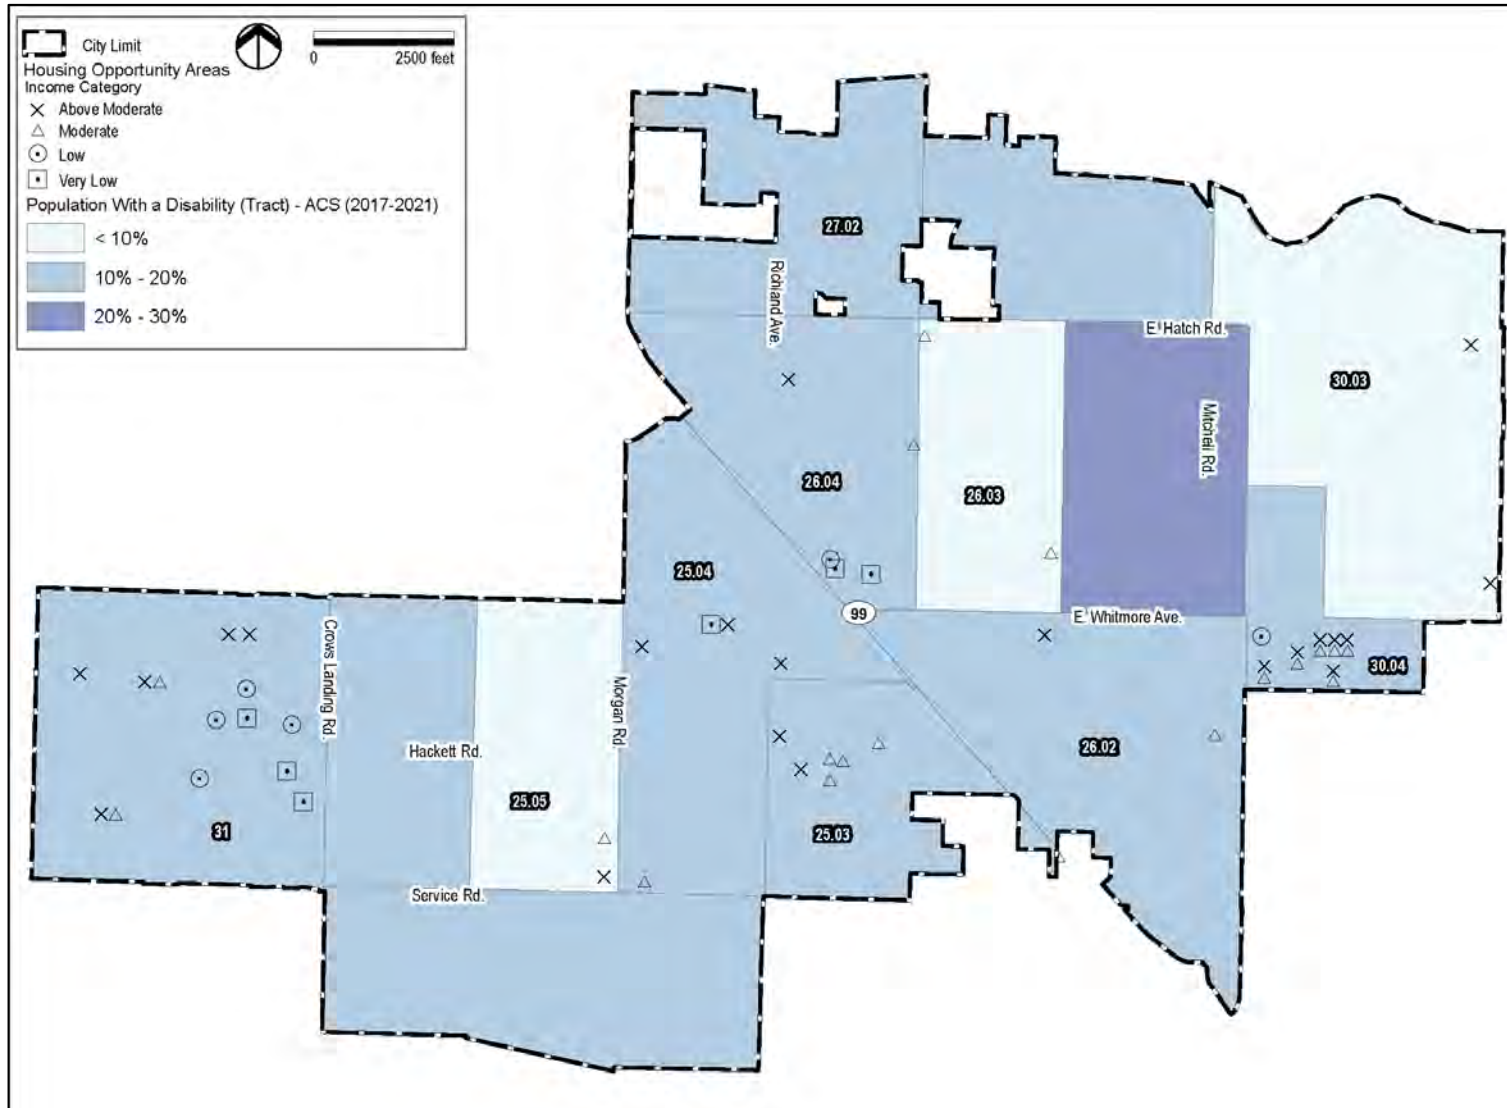 City Limit
0 2500 feet
Housing Opportunity Areas
Income Category
Above Moderate
Moderate
Low
Very Low
Population With a Disability (Tract) - ACS (2017-2021)
< 10%
10% - 20%
20% - 30%
27.02
Richland Ave.
E. Hatch Rd.
30.03
Mitchell Rd.
26.04
26.03
25.04
99
E. Whitmore Ave.
Crows Landing Rd.
30.04
Morgan Rd.
Hackett Rd.
26.02
25.05
31
25.03
Service Rd.